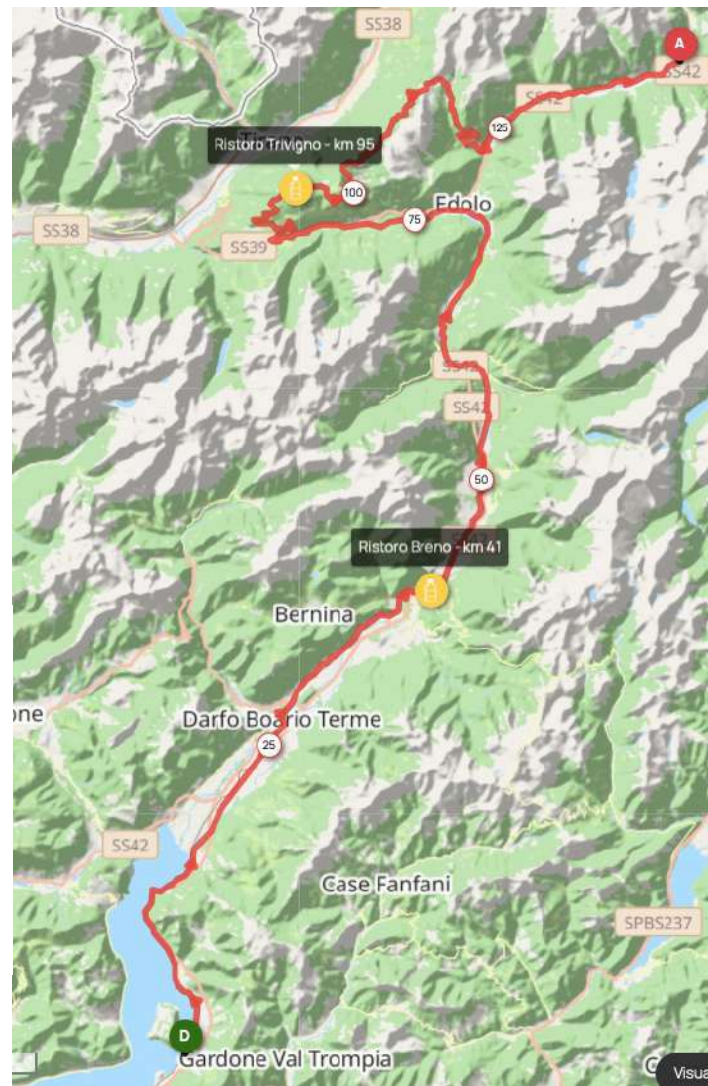 SS38
A
SS42
SS42
125
Ristoro Trivigno - km 95
100
Edolo
75
SS38
SS39
SS42
50
Ristoro Breno - km 41
Bernina
one
Darfo Boario Terme
25
SS42
Case Fanfani
SPBS237
D
Gardone Val Trompia
Visua